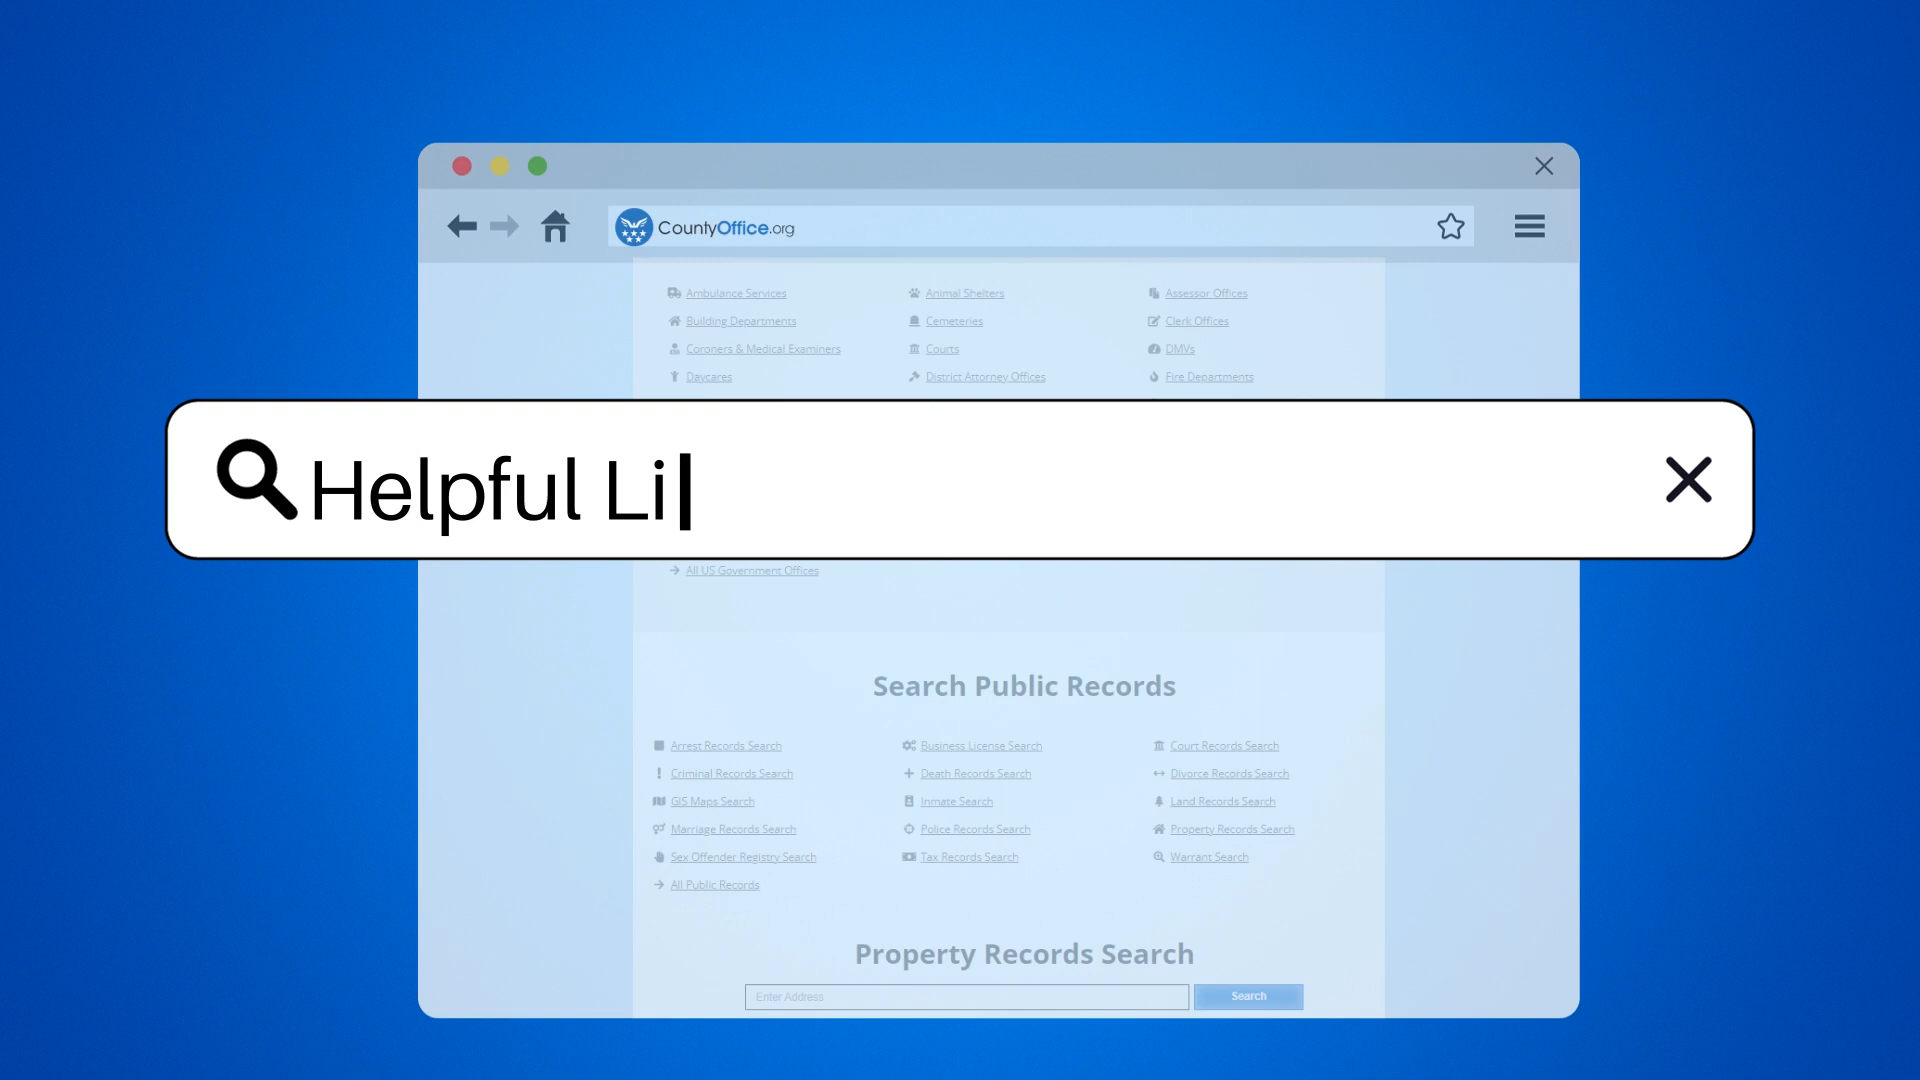 CountyOffice.org
Ambulance Services Animal Shelters Assessor Offices
Building Departments Cemeteries Clerk Offices
Coroners & Medical Examiners Courts DMVs
Daycares District Attorney Offices Fire Departments
Helpful Li
All US Government Offices
Search Public Records
Arrest Records Search Business License Search Court Records Search
Criminal Records Search Death Records Search Divorce Records Search
GIS Maps Search Inmate Search Land Records Search
Marriage Records Search Police Records Search Property Records Search
Sex Offender Registry Search Tax Records Search Warrant Search
All Public Records
Property Records Search
Enter Address Search